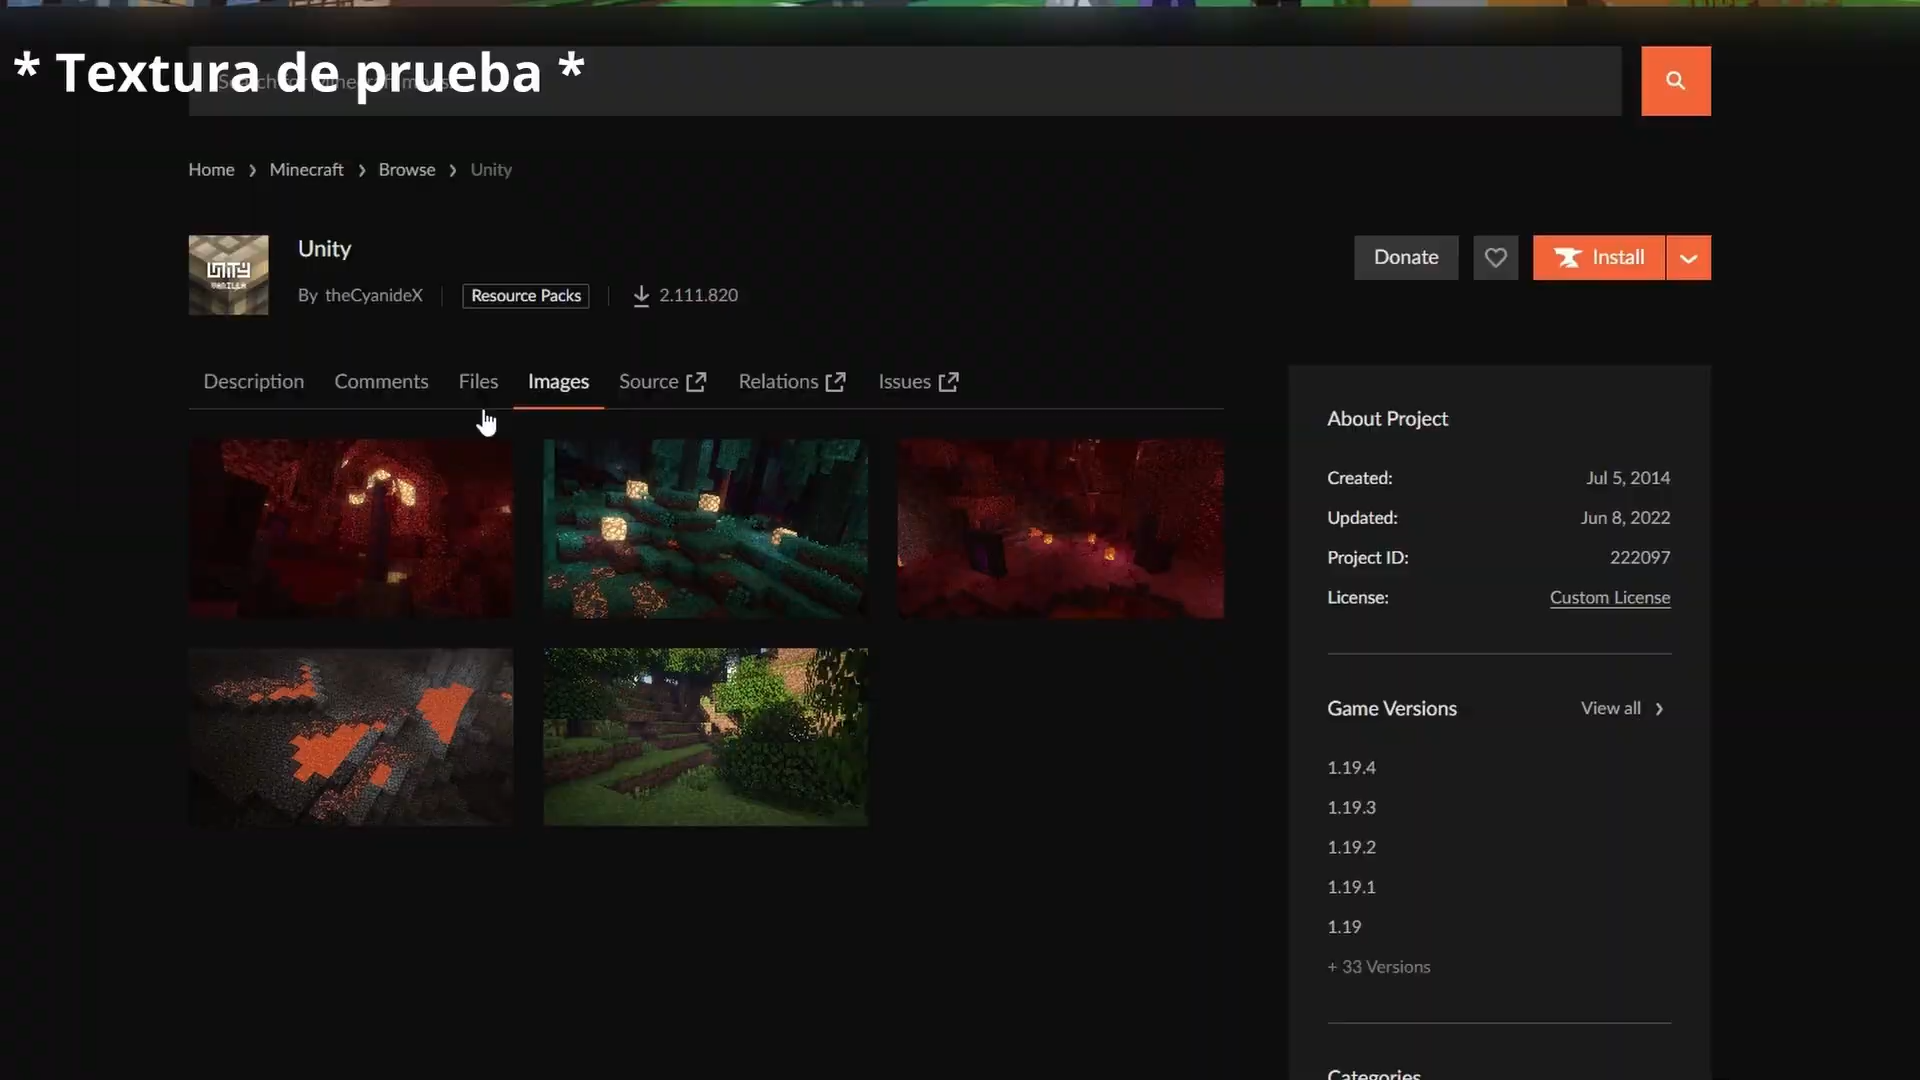 * Textura de prueba *
Home > Minecraft > Browse > Unity
UNITY
VANILLA
Unity
By theCyanideX
Resource Packs
2.111.820
Donate
Install
Description
Comments
Files
Images
Source
Relations
Issues
About Project
Created: Jul 5, 2014
Updated: Jun 8, 2022
Project ID: 222097
License: Custom License
Game Versions
View all >
1.19.4
1.19.3
1.19.2
1.19.1
1.19
+ 33 Versions
Categories